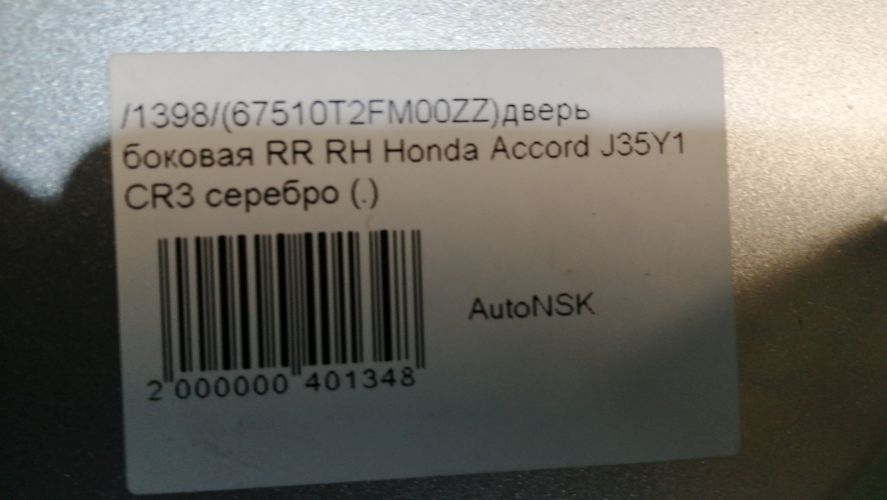 /1398/(67510T2FM00ZZ)дверь
боковая RR RH Honda Accord J35Y1
CR3 серебро (.)
AutoNSK
2 000000 401348